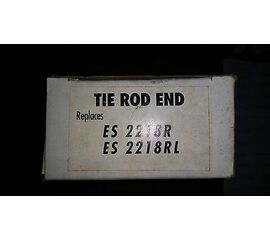 TIE ROD END
Replaces
ES 2218R
ES 2218RL